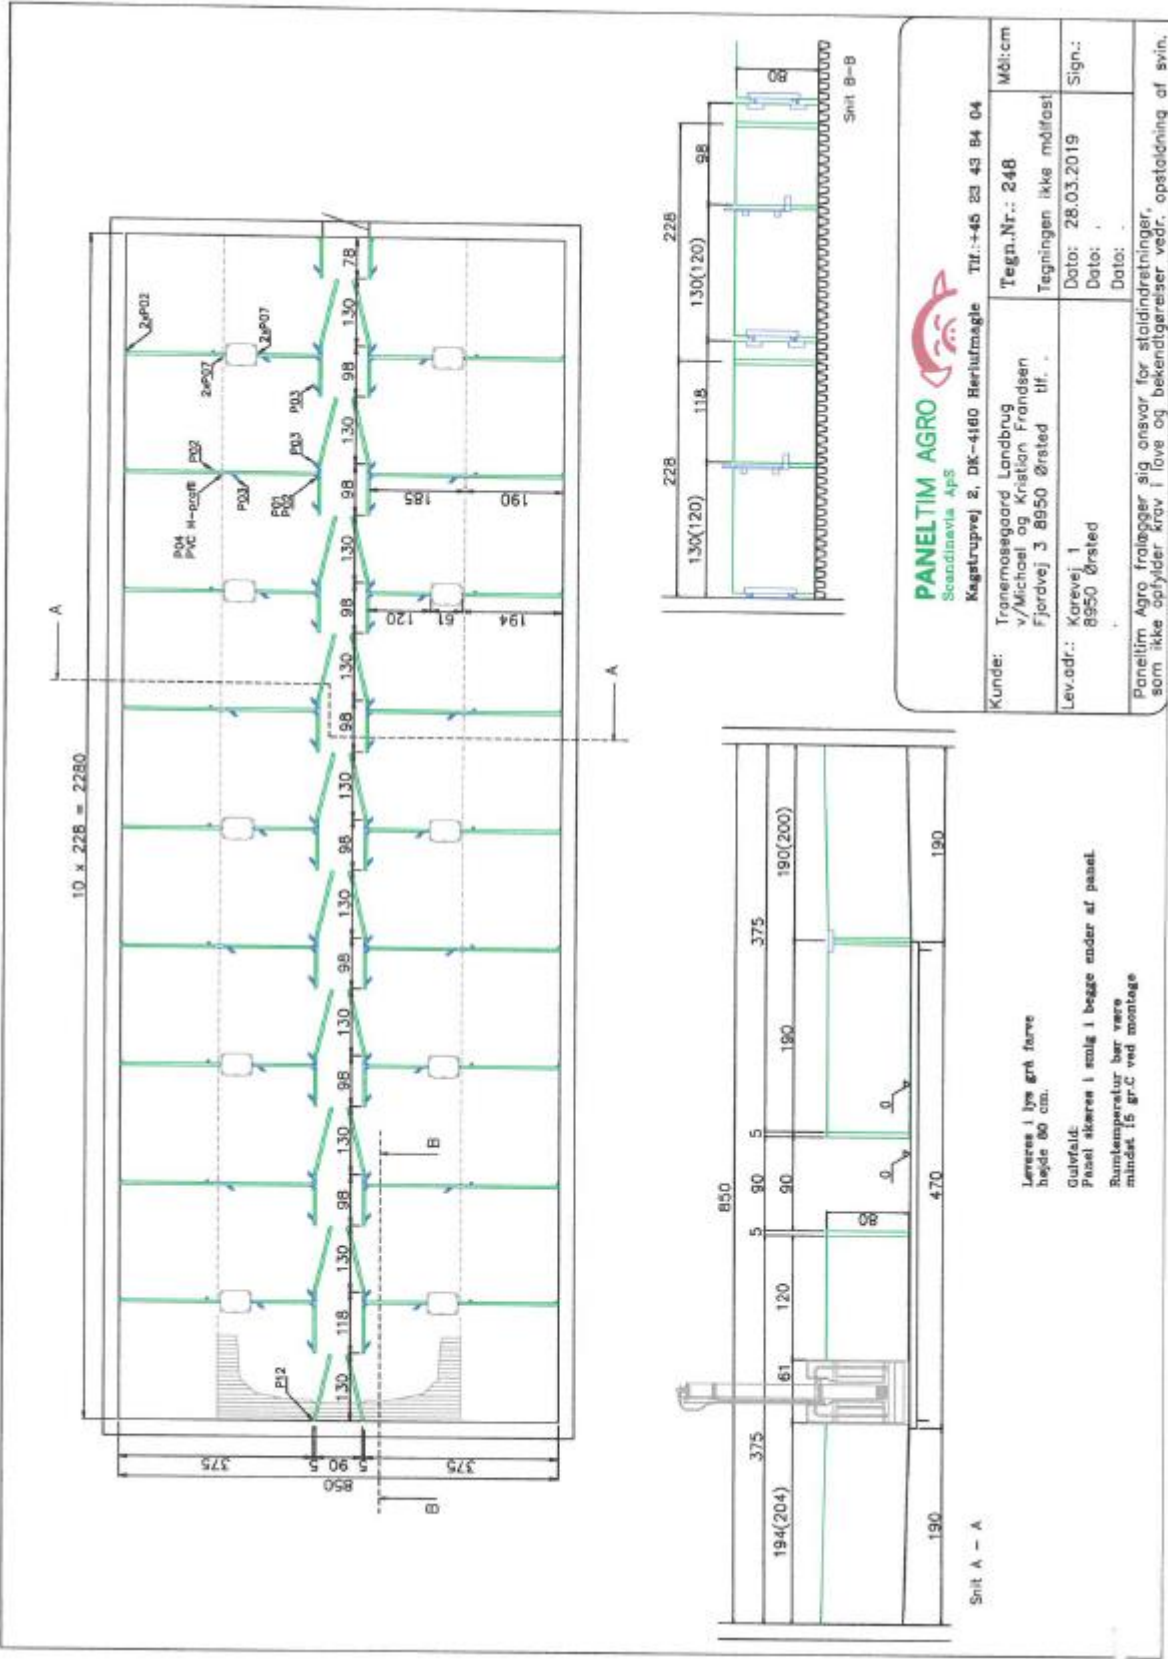 10 x 228 = 2280
A
A
2xP02
2xP07
2xP07
P03
P02
P03
P04
PVC H-profil
P03
P01
P02
P12
130
118
130
98
130
98
130
98
130
98
130
98
130
98
130
98
130
98
130
98
130
78
185
190
120
61
194
375
5
90
5
375
850
B
B
228
228
130(120)
118
130(120)
98
80
Snit B-B
850
375
5
90
5
375
194(204)
61
120
90
190
190(200)
80
0
0
190
470
190
Snit A - A
Leveres i lys grå farve
højde 80 cm.
Gulvfald:
Panel skæres i smig i begge ender af panel.
Rumtemperatur bør være
mindst 15 gr.C ved montage
PANELTIM AGRO
Scandinavia ApS
Kagstrupvej 2, DK-4160 Herlufmagle Tlf.:+45 23 43 84 04
Kunde: Tranemosegaard Landbrug
v/Michael og Kristian Frandsen
Fjordvej 3 8950 Ørsted tlf. .
Tegn.Nr.: 248
Mål:cm
Tegningen ikke målfast
Lev.adr.: Karevej 1
8950 Ørsted
.
Dato: 28.03.2019
Dato: .
Dato: .
Sign.:
Paneltim Agro fralægger sig ansvar for staldindretninger,
som ikke opfylder krav i love og bekendtgørelser vedr. opstaldning af svin.